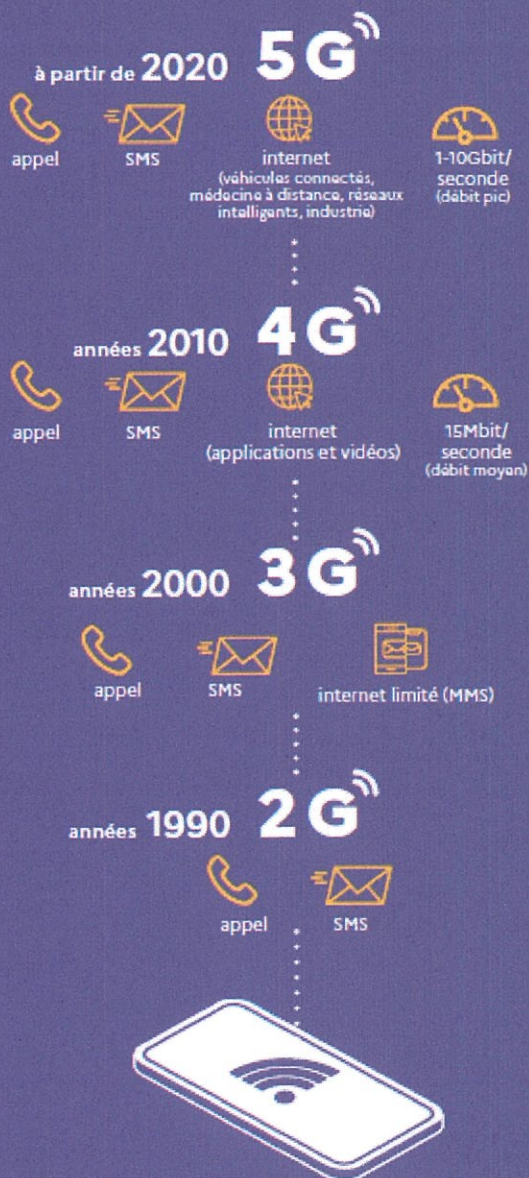 à partir de 2020 5G
appel
SMS
internet
(véhicules connectés,
médecine à distance, réseaux
intelligents, industrie)
1-10Gbit/
seconde
(débit pic)
années 2010 4G
appel
SMS
internet
(applications et vidéos)
15Mbit/
seconde
(débit moyen)
années 2000 3G
appel
SMS
internet limité (MMS)
années 1990 2G
appel
SMS